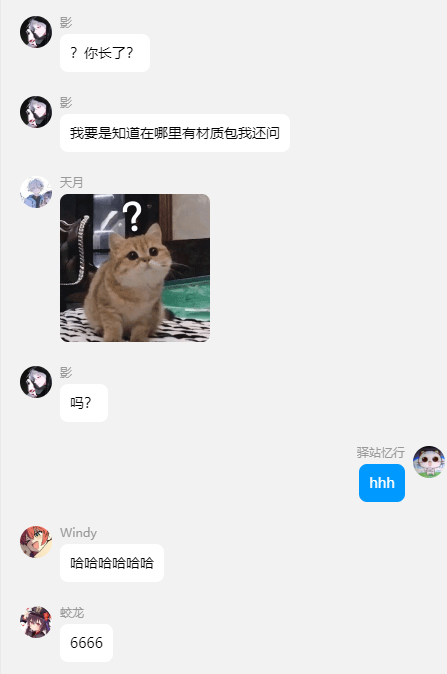 影
？你长了？
影
我要是知道在哪里有材质包我还问
天月
？
影
吗？
驿站忆行
hhh
Windy
哈哈哈哈哈哈
蛟龙
6666